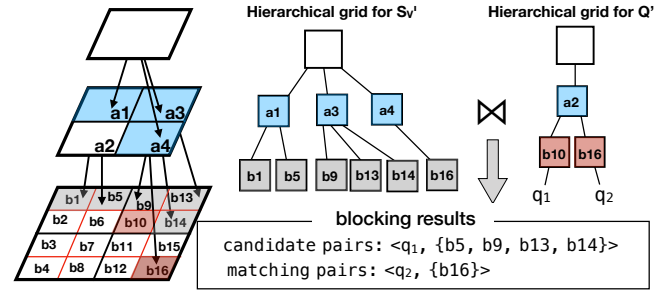 Hierarchical grid for Sv'
Hierarchical grid for Q'
a1
a3
a2
a4
b1
b5
b9
b13
b2
b6
b10
b14
b3
b7
b11
b15
b4
b8
b12
b16
a1
a3
a4
b1
b5
b9
b13
b14
b16
⋈
a2
b10
b16
q1
q2
blocking results
candidate pairs: <q1, {b5, b9, b13, b14}>
matching pairs: <q2, {b16}>